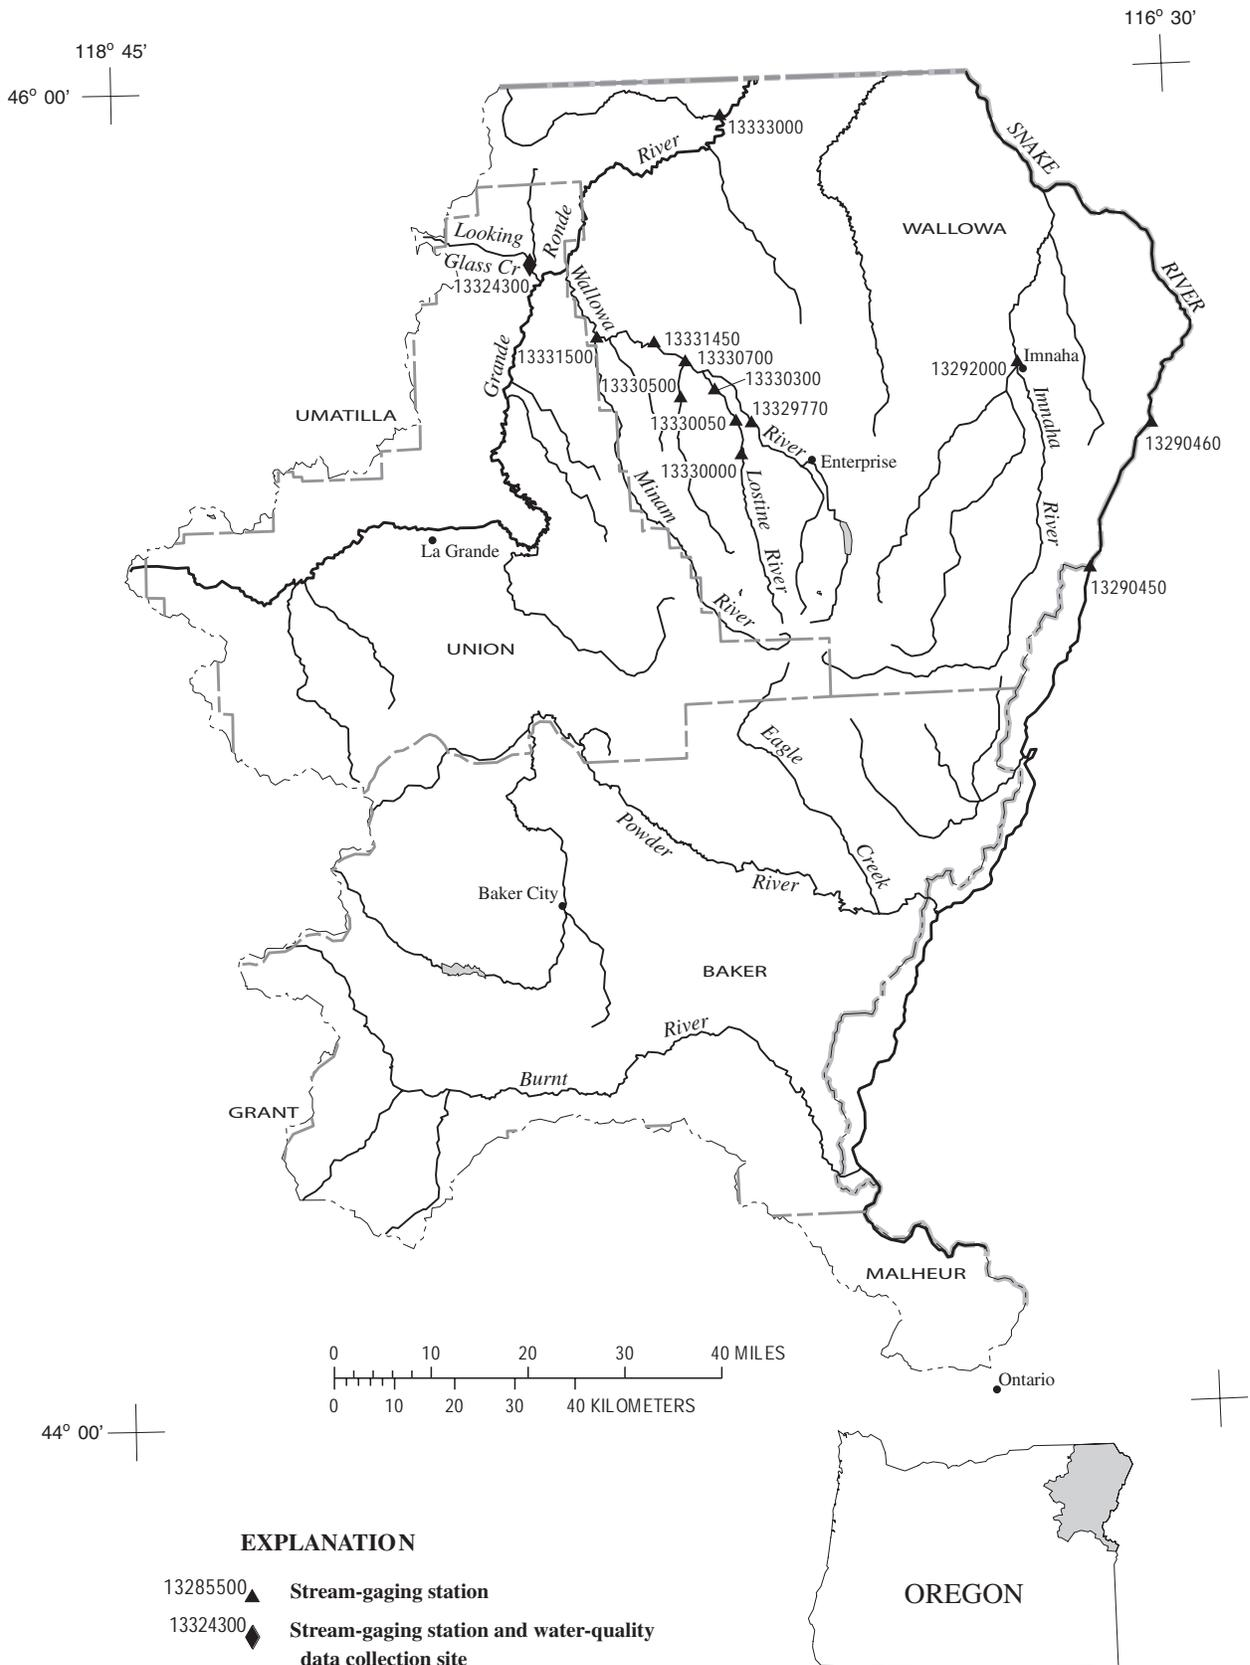 116° 30'
118° 45'
46° 00'
13333000
River
SNAKE
WALLOWA
Looking
Ronde
Glass Cr
13324300
Wallowa
RIVER
13331450
13331500
13330700
Grande
13330500
13330300
13292000
Imnaha
13329770
13330050
Imnaha
UMATILLA
River
13290460
Enterprise
13330000
Minam
Lostine
River
La Grande
River
13290450
River
UNION
Eagle
Powder
Creek
River
Baker City
BAKER
River
Burnt
GRANT
MALHEUR
0 10 20 30 40 MILES
0 10 20 30 40 KILOMETERS
Ontario
44° 00'
EXPLANATION
13285500 Stream-gaging station
13324300 Stream-gaging station and water-quality
data collection site
OREGON